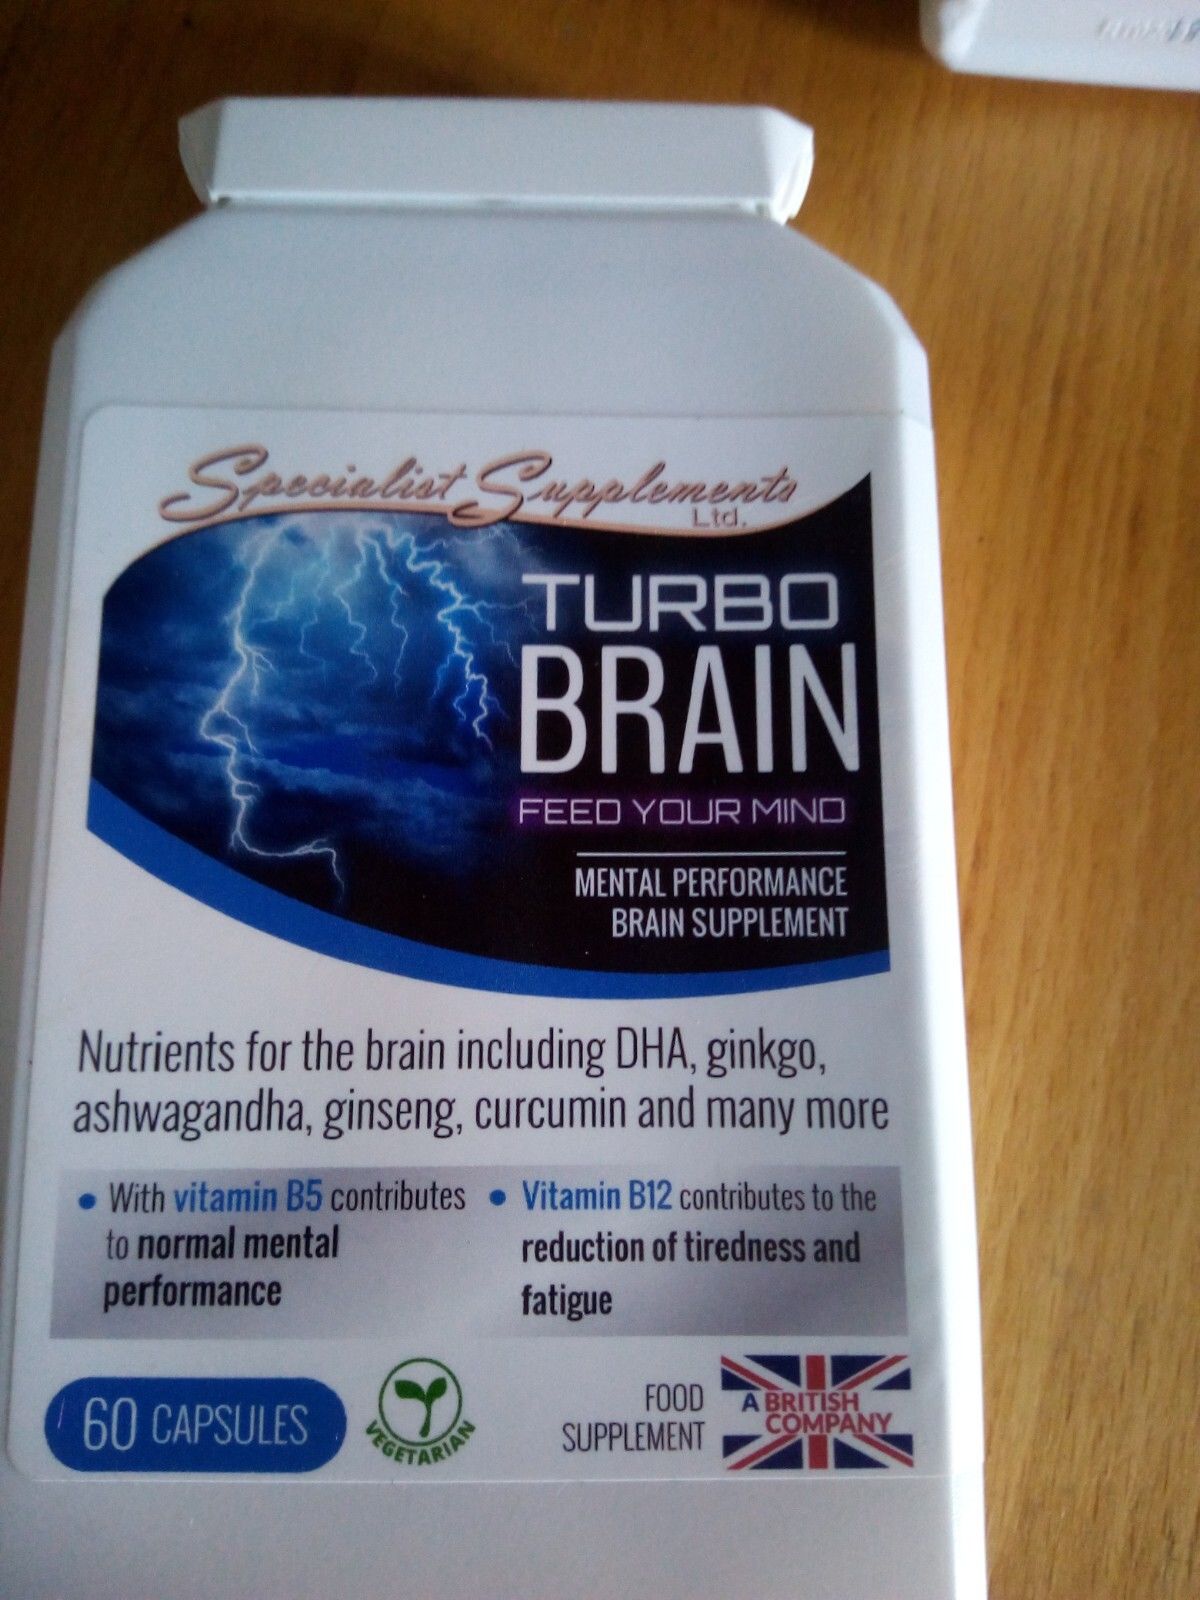 Specialist Supplements
Ltd.
TURBO
BRAIN
FEED YOUR MIND
MENTAL PERFORMANCE
BRAIN SUPPLEMENT
Nutrients for the brain including DHA, ginkgo,
ashwagandha, ginseng, curcumin and many more
• With vitamin B5 contributes
to normal mental
performance
• Vitamin B12 contributes to the
reduction of tiredness and
fatigue
60 CAPSULES
VEGETARIAN
FOOD
SUPPLEMENT
A BRITISH
COMPANY